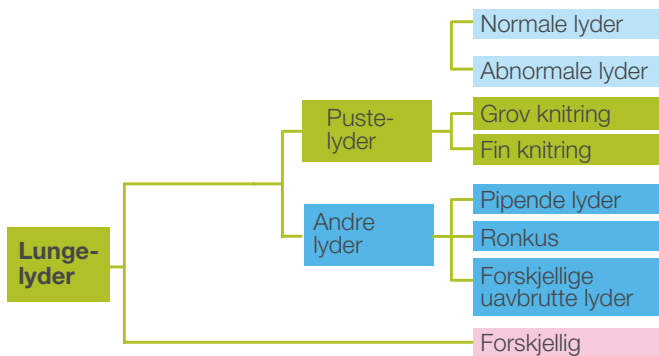 Normale lyder
Abnormale lyder
Puste-
lyder
Grov knitring
Fin knitring
Andre
lyder
Pipende lyder
Ronkus
Forskjellige
uavbrutte lyder
Lunge-
lyder
Forskjellig